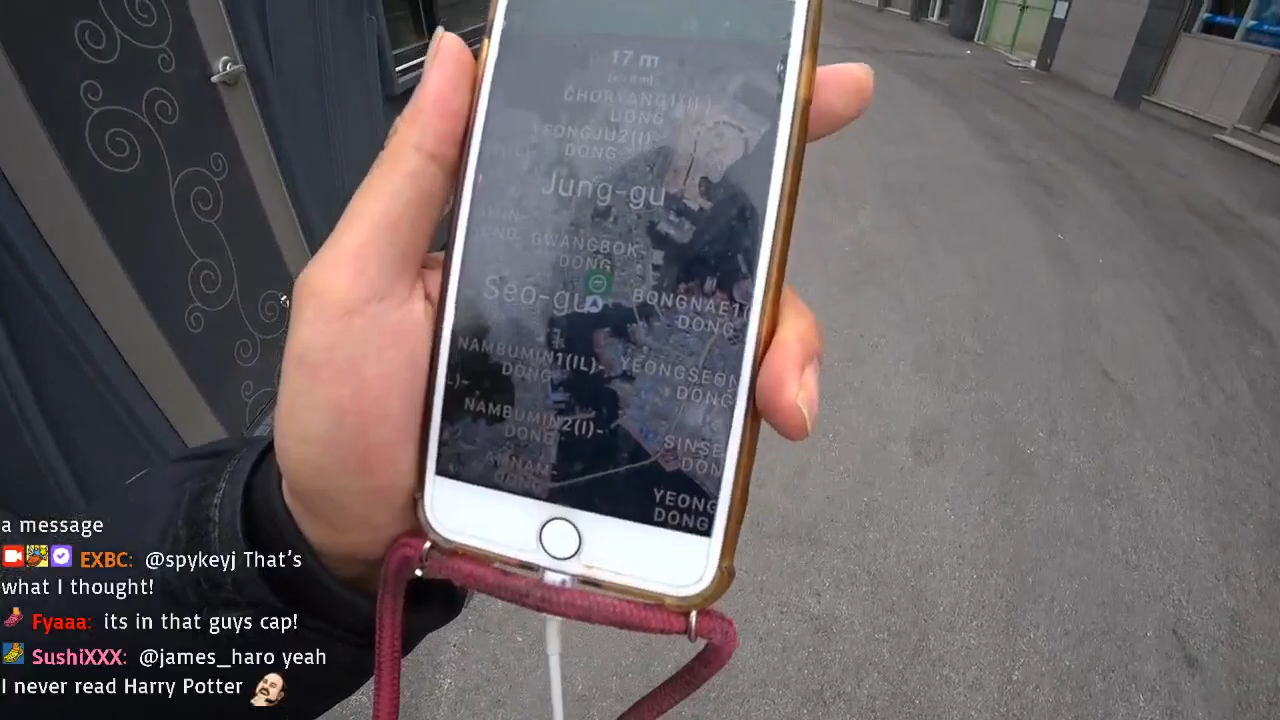 17 m
CHORYANG1(IL)
DONG
YEONGJU2(I)-
DONG
Jung-gu
GWANGBOK-
DONG
Seo-gu
BONGNAE1(
DONG
NAMBUMIN1(IL)-
DONG
YEONGSEON
DONG
NAMBUMIN2(I)-
DONG
SINSE
DON
YEONG
DONG
a message
EXBC: @spykeyj That's
what I thought!
Fyaaa: its in that guys cap!
SushiXXX: @james_haro yeah
I never read Harry Potter